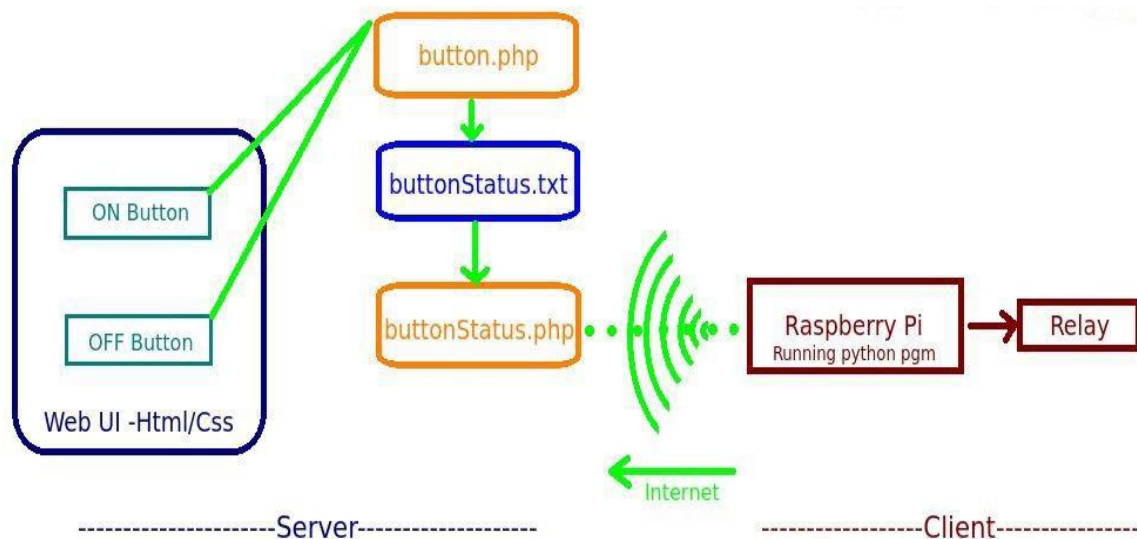 button.php
buttonStatus.txt
ON Button
buttonStatus.php
OFF Button
Raspberry Pi
Running python pgm
Relay
Web UI -Html/Css
Internet
----------------------Server--------------------
------------------Client----------------